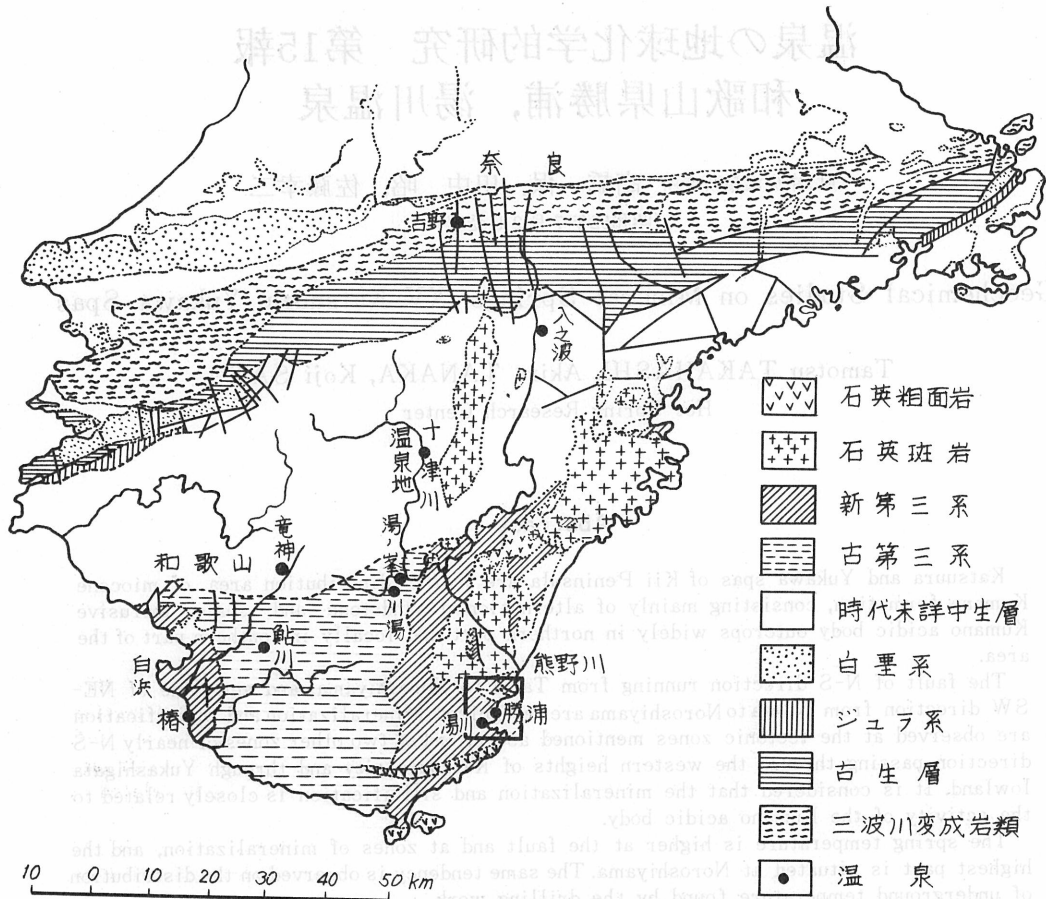 奈良
吉野
入之波
十津川
温泉地
湯ノ峯
川湯
竜神
和歌山
鮎川
白浜
椿
熊野川
勝浦
湯川
石英粗面岩
石英斑岩
新第三系
古第三系
時代未詳中生層
白亜系
ジュラ系
古生層
三波川変成岩類
温泉
10 0 10 20 30 40 50 km